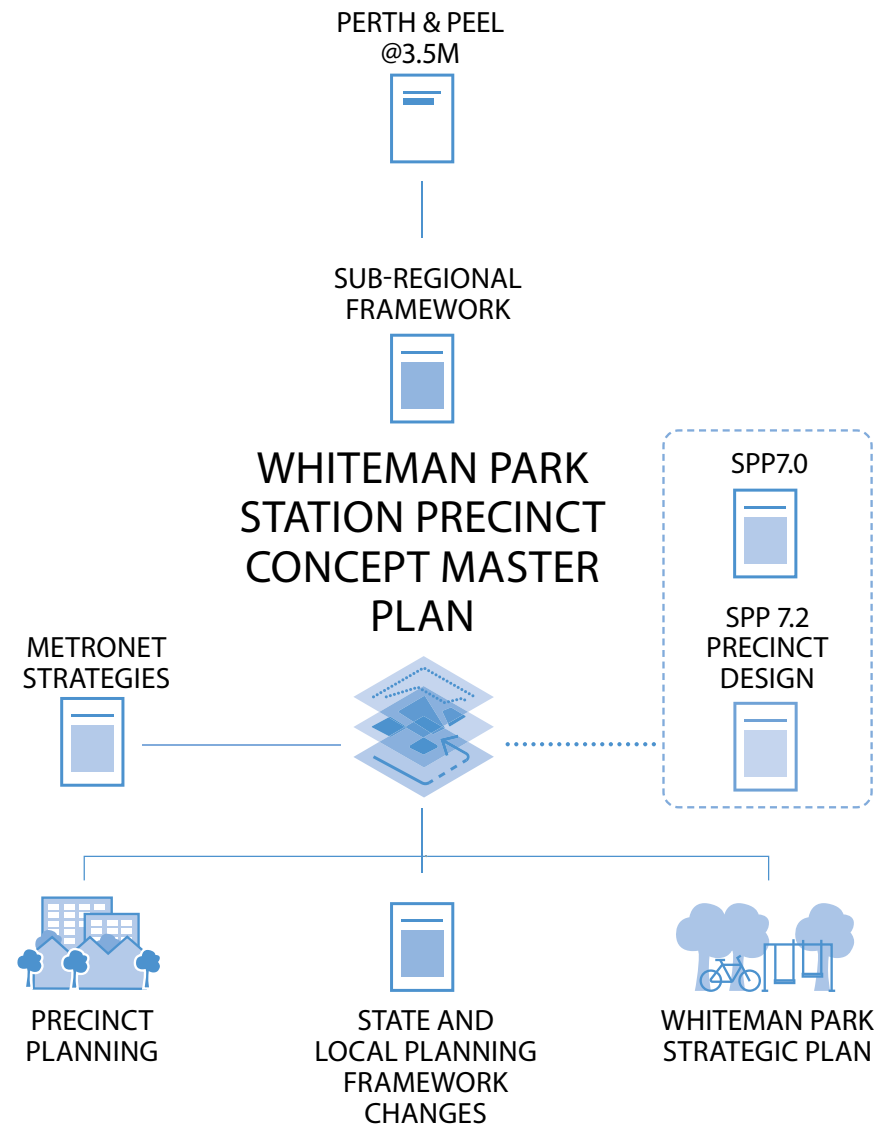 PERTH & PEEL
@3.5M
SUB-REGIONAL
FRAMEWORK
WHITEMAN PARK
STATION PRECINCT
CONCEPT MASTER
PLAN
SPP7.0
SPP 7.2
PRECINCT
DESIGN
METRONET
STRATEGIES
PRECINCT
PLANNING
STATE AND
LOCAL PLANNING
FRAMEWORK
CHANGES
WHITEMAN PARK
STRATEGIC PLAN